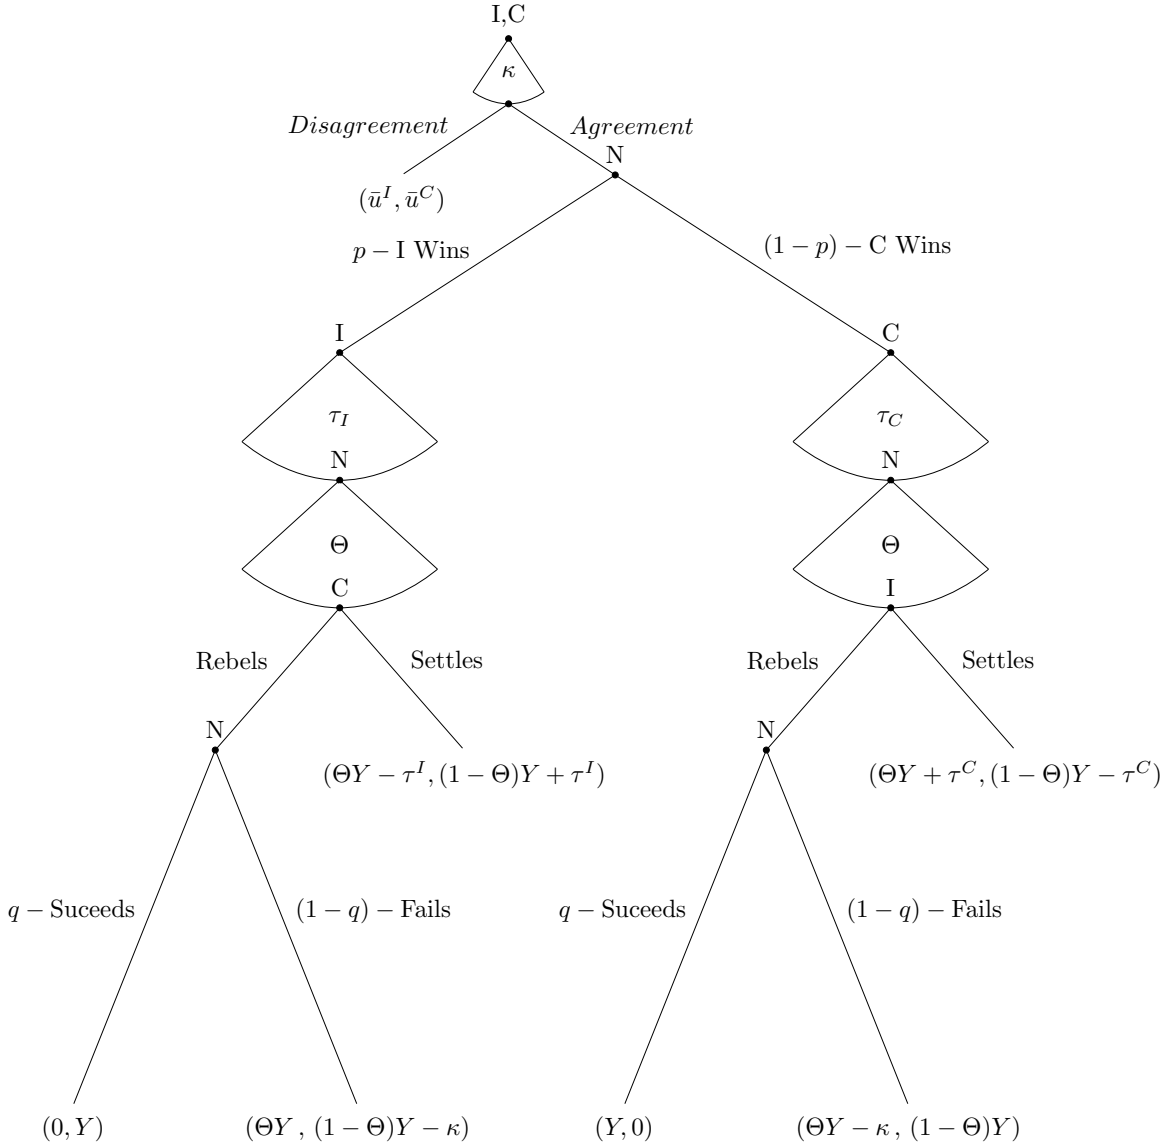 I,C
κ
Disagreement
Agreement
N
(ū^I, ū^C)
p − I Wins
(1 − p) − C Wins
I
C
τ_I
τ_C
N
N
Θ
Θ
C
I
Rebels
Settles
Rebels
Settles
N
N
(ΘY − τ^I, (1 − Θ)Y + τ^I)
(ΘY + τ^C, (1 − Θ)Y − τ^C)
q − Suceeds
(1 − q) − Fails
q − Suceeds
(1 − q) − Fails
(0, Y)
(ΘY , (1 − Θ)Y − κ)
(Y, 0)
(ΘY − κ , (1 − Θ)Y)